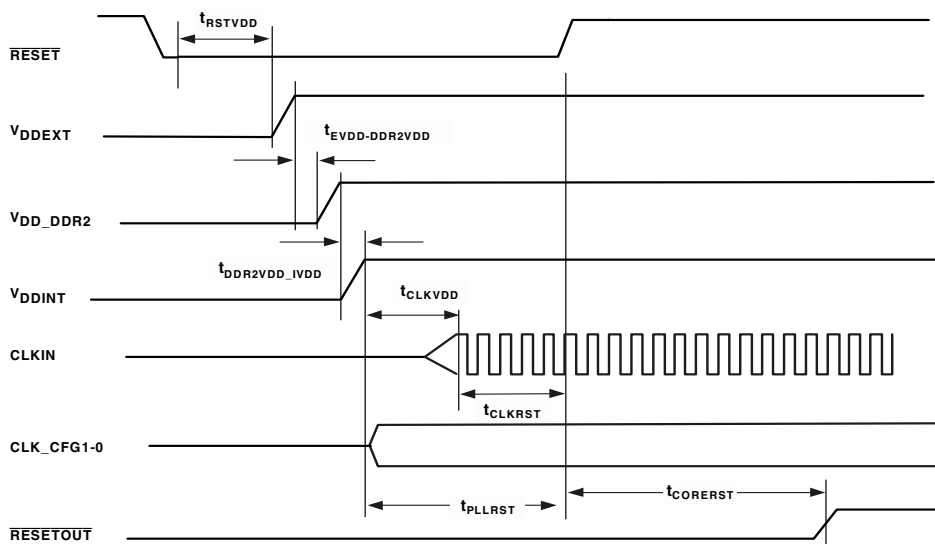 tRSTVDD
RESET
VDDEXT
tEVDD-DDR2VDD
VDD_DDR2
tDDR2VDD_IVDD
VDDINT
tCLKVDD
CLKIN
tCLKRST
CLK_CFG1-0
tPLLRST
tCORERST
RESETOUT